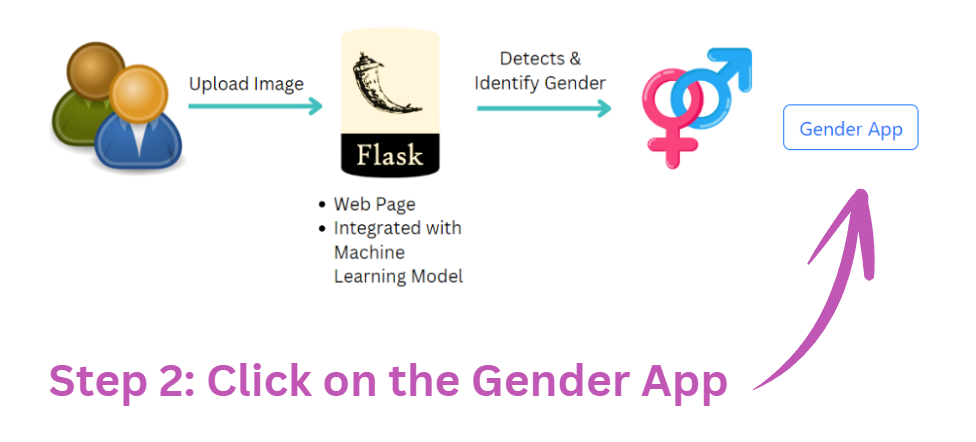 Upload Image
Flask
Detects &
Identify Gender
Gender App
• Web Page
• Integrated with
Machine
Learning Model
Step 2: Click on the Gender App